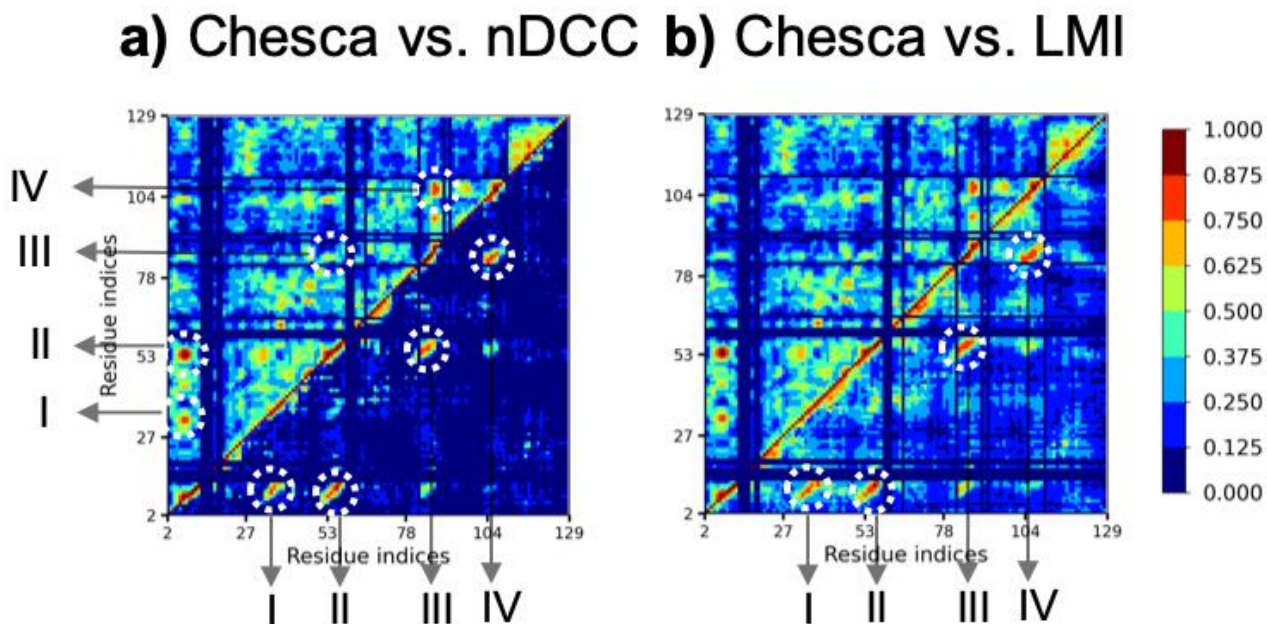 a) Chesca vs. nDCC b) Chesca vs. LMI
129
104
78
53
27
2
Residue indices
IV
III
II
I
2 27 53 78 104 129
Residue indices
I II III IV
129
104
78
53
27
2
2 27 53 78 104 129
Residue indices
I II III IV
1.000
0.875
0.750
0.625
0.500
0.375
0.250
0.125
0.000